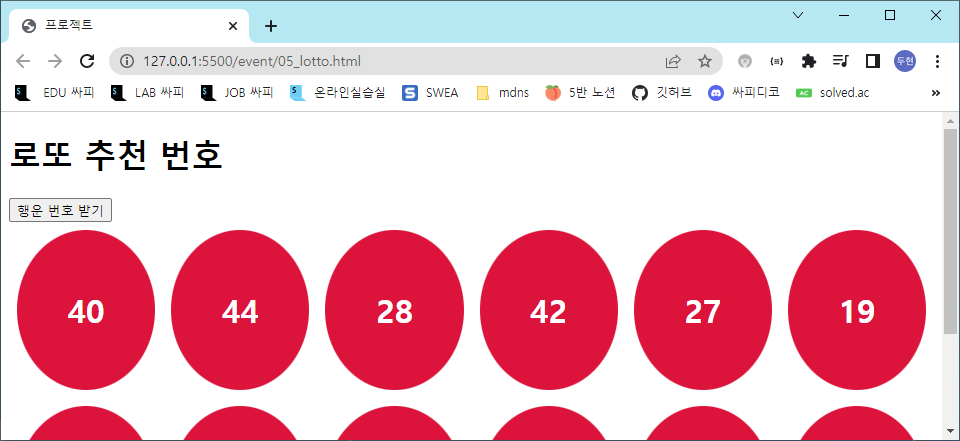 프로젝트
127.0.0.1:5500/event/05_lotto.html
두현
EDU 싸피 LAB 싸피 JOB 싸피 온라인실습실 SWEA mdns 5반 노션 깃허브 싸피디코 solved.ac
로또 추천 번호
행운 번호 받기
40 44 28 42 27 19